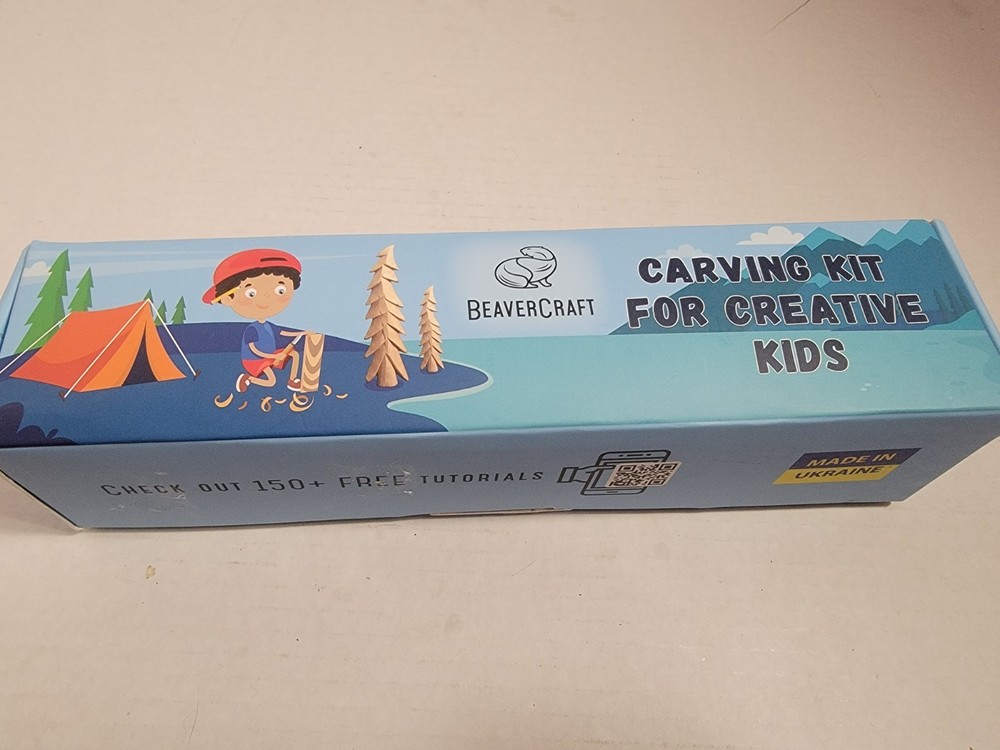 BEAVERCRAFT
CARVING KIT
FOR CREATIVE
KIDS
CHECK OUT 150+ FREE TUTORIALS
MADE IN
UKRAINE